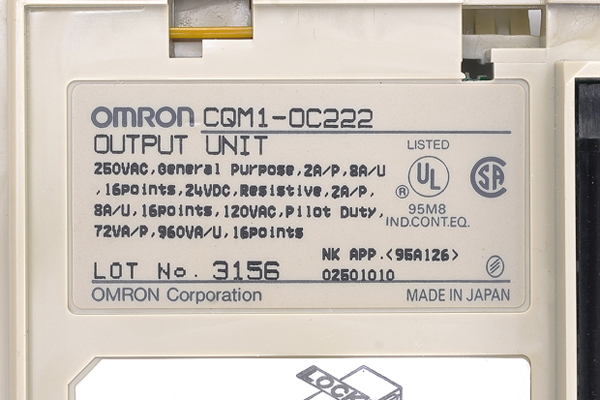 OMRON CQM1-OC222
OUTPUT UNIT
250VAC,General Purpose,2A/P,8A/U
,16points,24VDC,Resistive,2A/P,
8A/U,16points,120VAC,Pilot Duty,
72VA/P,960VA/U,16points
LISTED
UL
®
SA
95M8
IND.CONT.EQ.
NK APP.<95A126>
LOT No. 3156 02501010
OMRON Corporation MADE IN JAPAN
LOCK